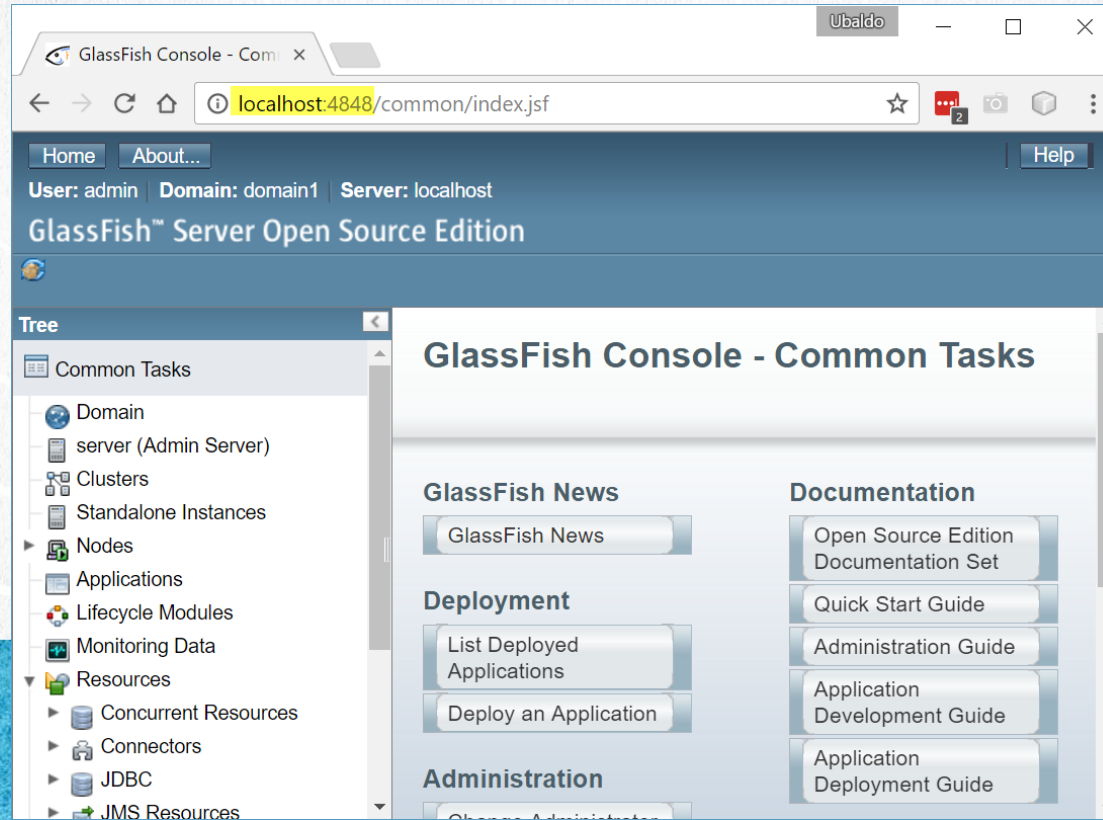 Ubaldo
GlassFish Console - Com
localhost:4848/common/index.jsf
2
Home About... Help
User: admin Domain: domain1 Server: localhost
GlassFish™ Server Open Source Edition
Tree
Common Tasks
Domain
server (Admin Server)
Clusters
Standalone Instances
Nodes
Applications
Lifecycle Modules
Monitoring Data
Resources
Concurrent Resources
Connectors
JDBC
JMS Resources
GlassFish Console - Common Tasks
GlassFish News
GlassFish News
Deployment
List Deployed
Applications
Deploy an Application
Administration
Change Administrator
Documentation
Open Source Edition
Documentation Set
Quick Start Guide
Administration Guide
Application
Development Guide
Application
Deployment Guide